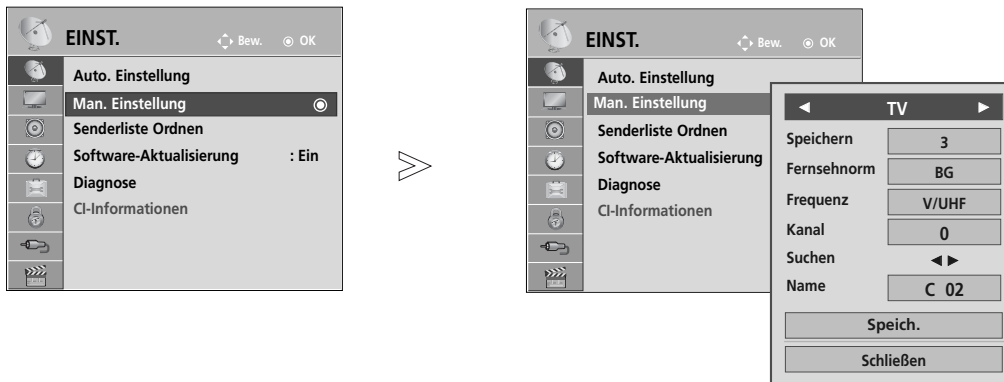 EINST.
Bew. OK
Auto. Einstellung
Man. Einstellung
Senderliste Ordnen
Software-Aktualisierung : Ein
Diagnose
CI-Informationen
EINST.
Bew. OK
Auto. Einstellung
Man. Einstellung
Senderliste Ordnen
Software-Aktualisierung
Diagnose
CI-Informationen
TV
Speichern 3
Fernsehnorm BG
Frequenz V/UHF
Kanal 0
Suchen
Name C 02
Speich.
Schließen